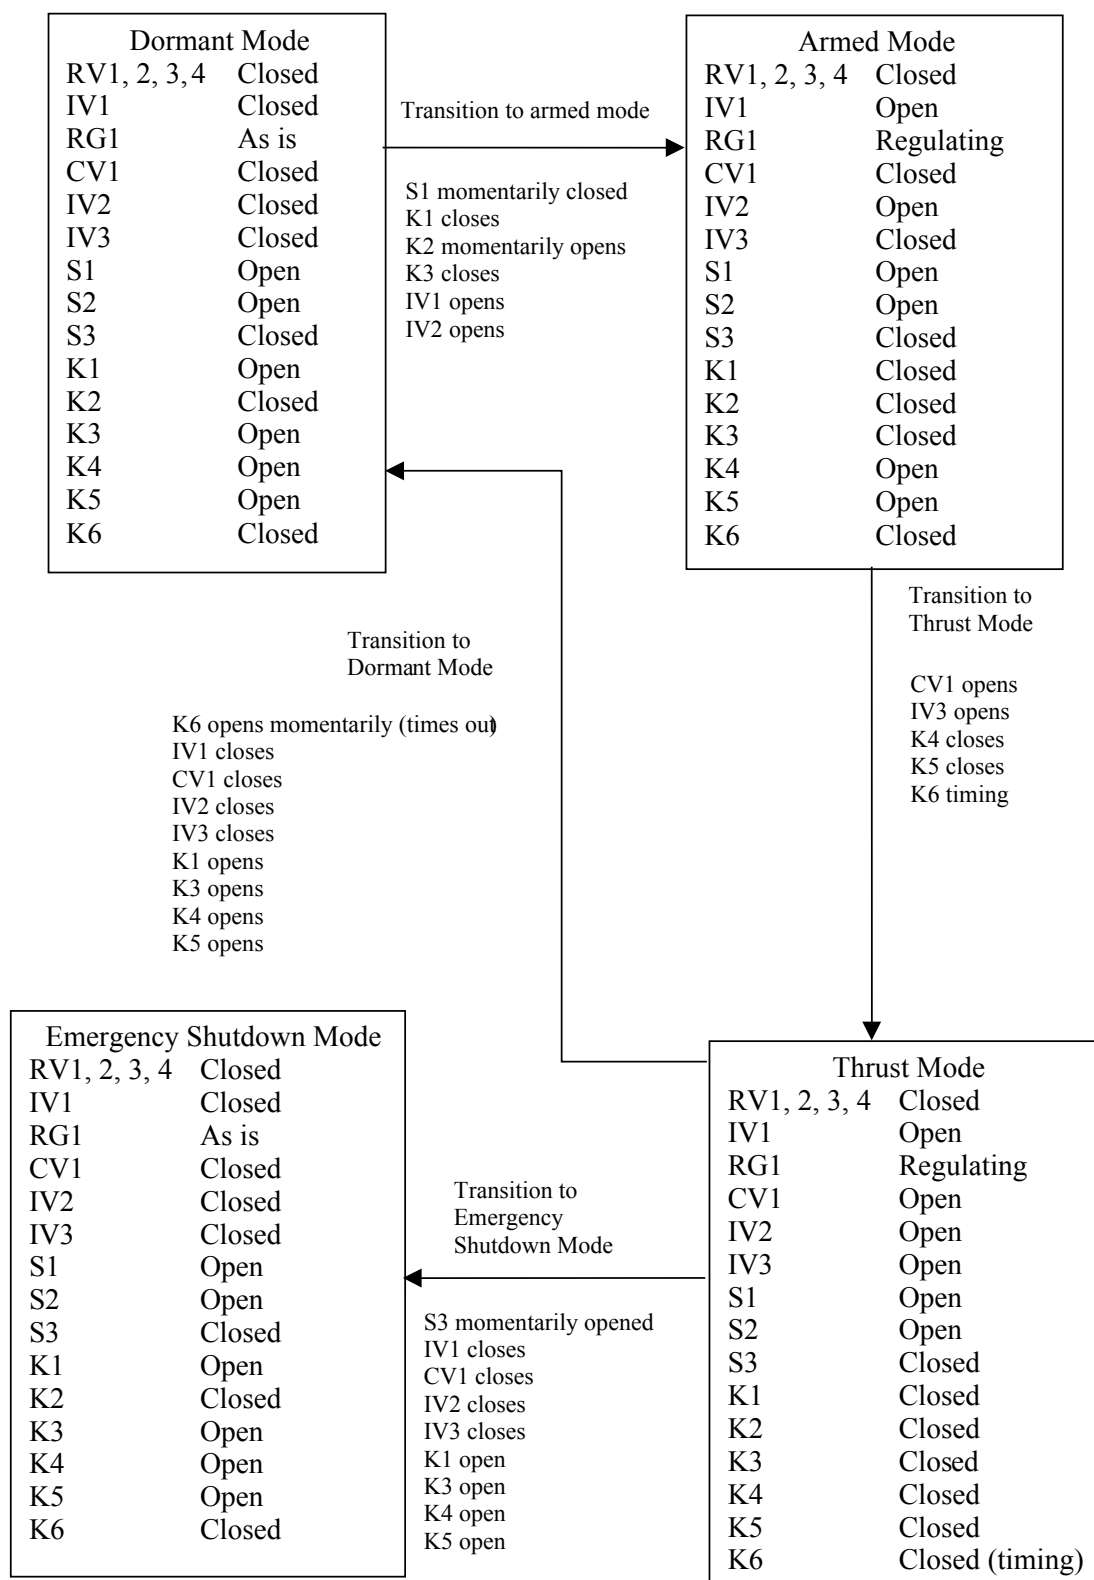 Dormant Mode
RV1, 2, 3, 4 Closed
IV1 Closed
RG1 As is
CV1 Closed
IV2 Closed
IV3 Closed
S1 Open
S2 Open
S3 Closed
K1 Open
K2 Closed
K3 Open
K4 Open
K5 Open
K6 Closed
Transition to armed mode
S1 momentarily closed
K1 closes
K2 momentarily opens
K3 closes
IV1 opens
IV2 opens
Armed Mode
RV1, 2, 3, 4 Closed
IV1 Open
RG1 Regulating
CV1 Closed
IV2 Open
IV3 Closed
S1 Open
S2 Open
S3 Closed
K1 Closed
K2 Closed
K3 Closed
K4 Open
K5 Open
K6 Closed
Transition to
Thrust Mode
CV1 opens
IV3 opens
K4 closes
K5 closes
K6 timing
Transition to
Dormant Mode
K6 opens momentarily (times out)
IV1 closes
CV1 closes
IV2 closes
IV3 closes
K1 opens
K3 opens
K4 opens
K5 opens
Emergency Shutdown Mode
RV1, 2, 3, 4 Closed
IV1 Closed
RG1 As is
CV1 Closed
IV2 Closed
IV3 Closed
S1 Open
S2 Open
S3 Closed
K1 Open
K2 Closed
K3 Open
K4 Open
K5 Open
K6 Closed
Transition to
Emergency
Shutdown Mode
S3 momentarily opened
IV1 closes
CV1 closes
IV2 closes
IV3 closes
K1 open
K3 open
K4 open
K5 open
Thrust Mode
RV1, 2, 3, 4 Closed
IV1 Open
RG1 Regulating
CV1 Open
IV2 Open
IV3 Open
S1 Open
S2 Open
S3 Closed
K1 Closed
K2 Closed
K3 Closed
K4 Closed
K5 Closed
K6 Closed (timing)